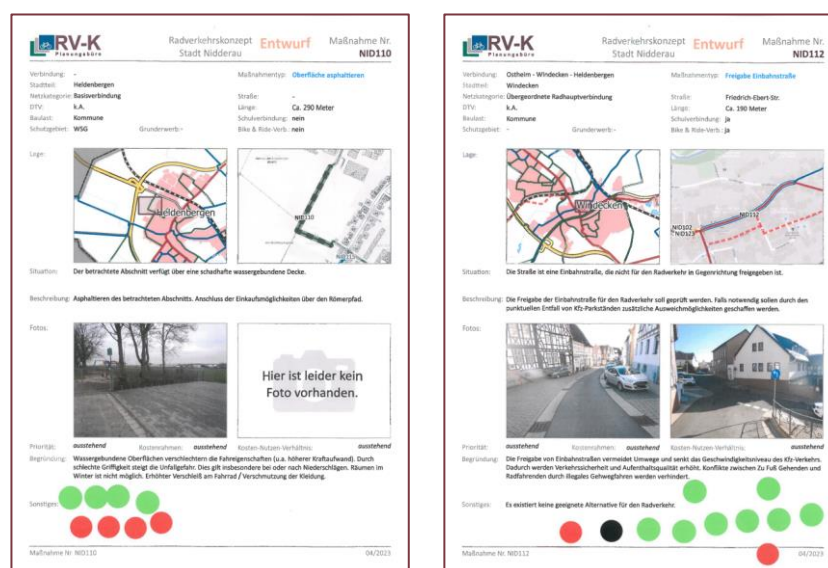 RV-K
Planungsbüro
Radverkehrskonzept
Stadt Nidderau
Entwurf
Maßnahme Nr.
NID110
Verbindung: -
Maßnahmentyp: Oberfläche asphaltieren
Stadtteil: Heldenbergen
Netzkategorie: Basisverbindung
Straße: -
DTV: k.A.
Länge: Ca. 290 Meter
Baulast: Kommune
Schulverbindung: nein
Schutzgebiet: WSG
Grunderwerb: -
Bike & Ride-Verb.: nein
Lage:
Heldenbergen
NID110
NID115
Situation: Der betrachtete Abschnitt verfügt über eine schadhafte wassergebundene Decke.
Beschreibung: Asphaltieren des betrachteten Abschnitts. Anschluss der Einkaufsmöglichkeiten über den Römerpfad.
Fotos:
Hier ist leider kein
Foto vorhanden.
Priorität: ausstehend
Kostenrahmen: ausstehend
Kosten-Nutzen-Verhältnis: ausstehend
Begründung: Wassergebundene Oberflächen verschlechtern die Fahreigenschaften (u.a. höherer Kraftaufwand). Durch
schlechte Griffigkeit steigt die Unfallgefahr. Dies gilt insbesondere bei oder nach Niederschlägen. Räumen im
Winter ist nicht möglich. Erhöhter Verschleiß am Fahrrad / Verschmutzung der Kleidung.
Sonstiges:
Maßnahme Nr. NID110
04/2023
RV-K
Planungsbüro
Radverkehrskonzept
Stadt Nidderau
Entwurf
Maßnahme Nr.
NID112
Verbindung: Ostheim - Windecken - Heldenbergen
Maßnahmentyp: Freigabe Einbahnstraße
Stadtteil: Windecken
Netzkategorie: Übergeordnete Radhauptverbindung
Straße: Friedrich-Ebert-Str.
DTV: k.A.
Länge: Ca. 190 Meter
Baulast: Kommune
Schulverbindung: ja
Schutzgebiet: -
Grunderwerb: -
Bike & Ride-Verb.: ja
Lage:
Windecken
NID112
NID102
NID123
Situation: Die Straße ist eine Einbahnstraße, die nicht für den Radverkehr in Gegenrichtung freigegeben ist.
Beschreibung: Die Freigabe der Einbahnstraße für den Radverkehr soll geprüft werden. Falls notwendig sollen durch den
punktuellen Entfall von Kfz-Parkständen zusätzliche Ausweichmöglichkeiten geschaffen werden.
Fotos:
Priorität: ausstehend
Kostenrahmen: ausstehend
Kosten-Nutzen Verhältnis: ausstehend
Begründung: Die Freigabe von Einbahnstraßen vermeidet Umwege und senkt das Geschwindigkeitsniveau des Kfz-Verkehrs.
Dadurch werden Verkehrssicherheit und Aufenthaltsqualität erhöht. Konflikte zwischen Zu Fuß Gehenden und
Radfahrenden durch illegales Gehwegfahren werden verhindert.
Sonstiges: Es existiert keine geeignete Alternative für den Radverkehr.
Maßnahme Nr. NID112
04/2023